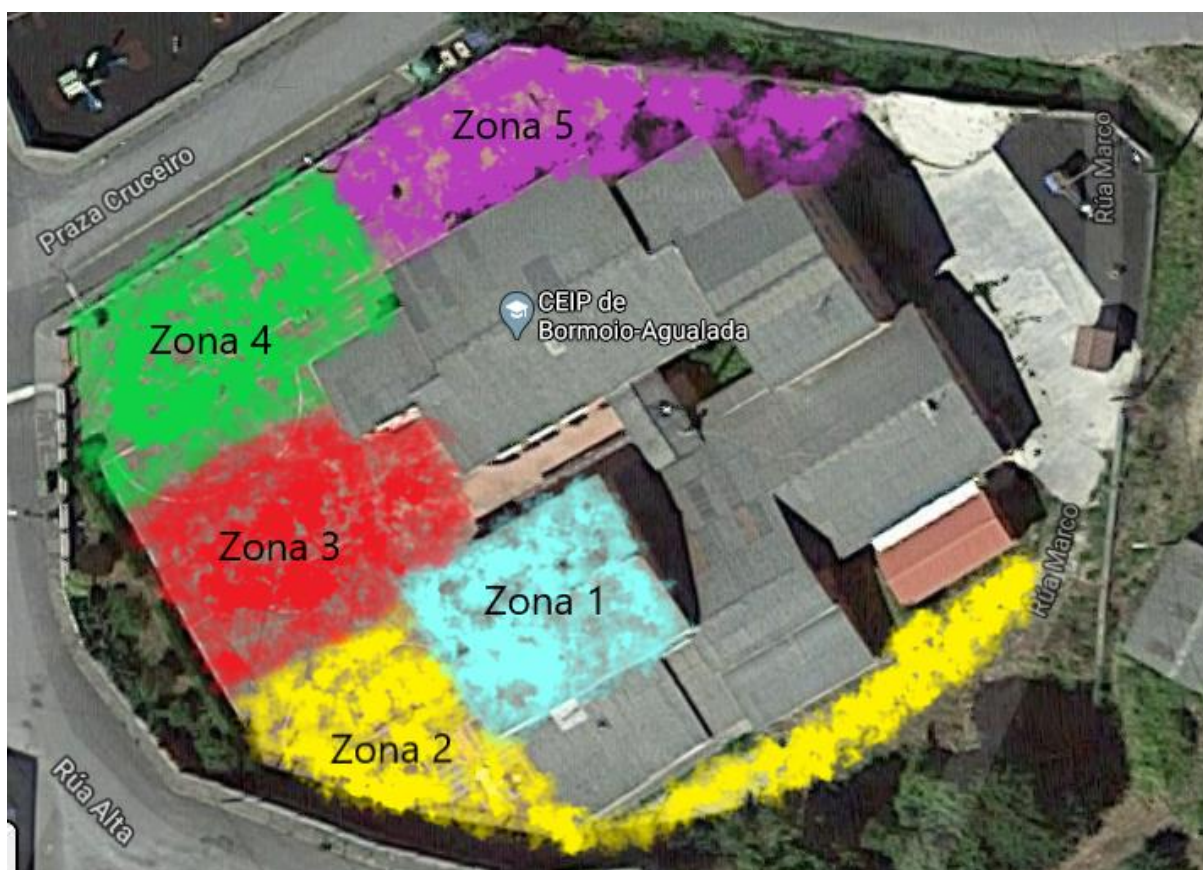 Zona 5
Praza Cruceiro
Rúa Marco
Zona 4
CEIP de
Bormoio-Agualada
Zona 3
Zona 1
Rúa Marco
Zona 2
Rúa Alta